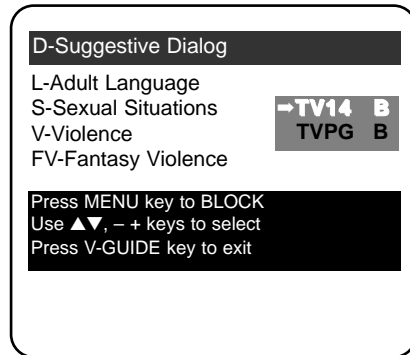 D-Suggestive Dialog
L-Adult Language
S-Sexual Situations
➡TV14 B
V-Violence
TVPG B
FV-Fantasy Violence
Press MENU key to BLOCK
Use ▲▼, – + keys to select
Press V-GUIDE key to exit